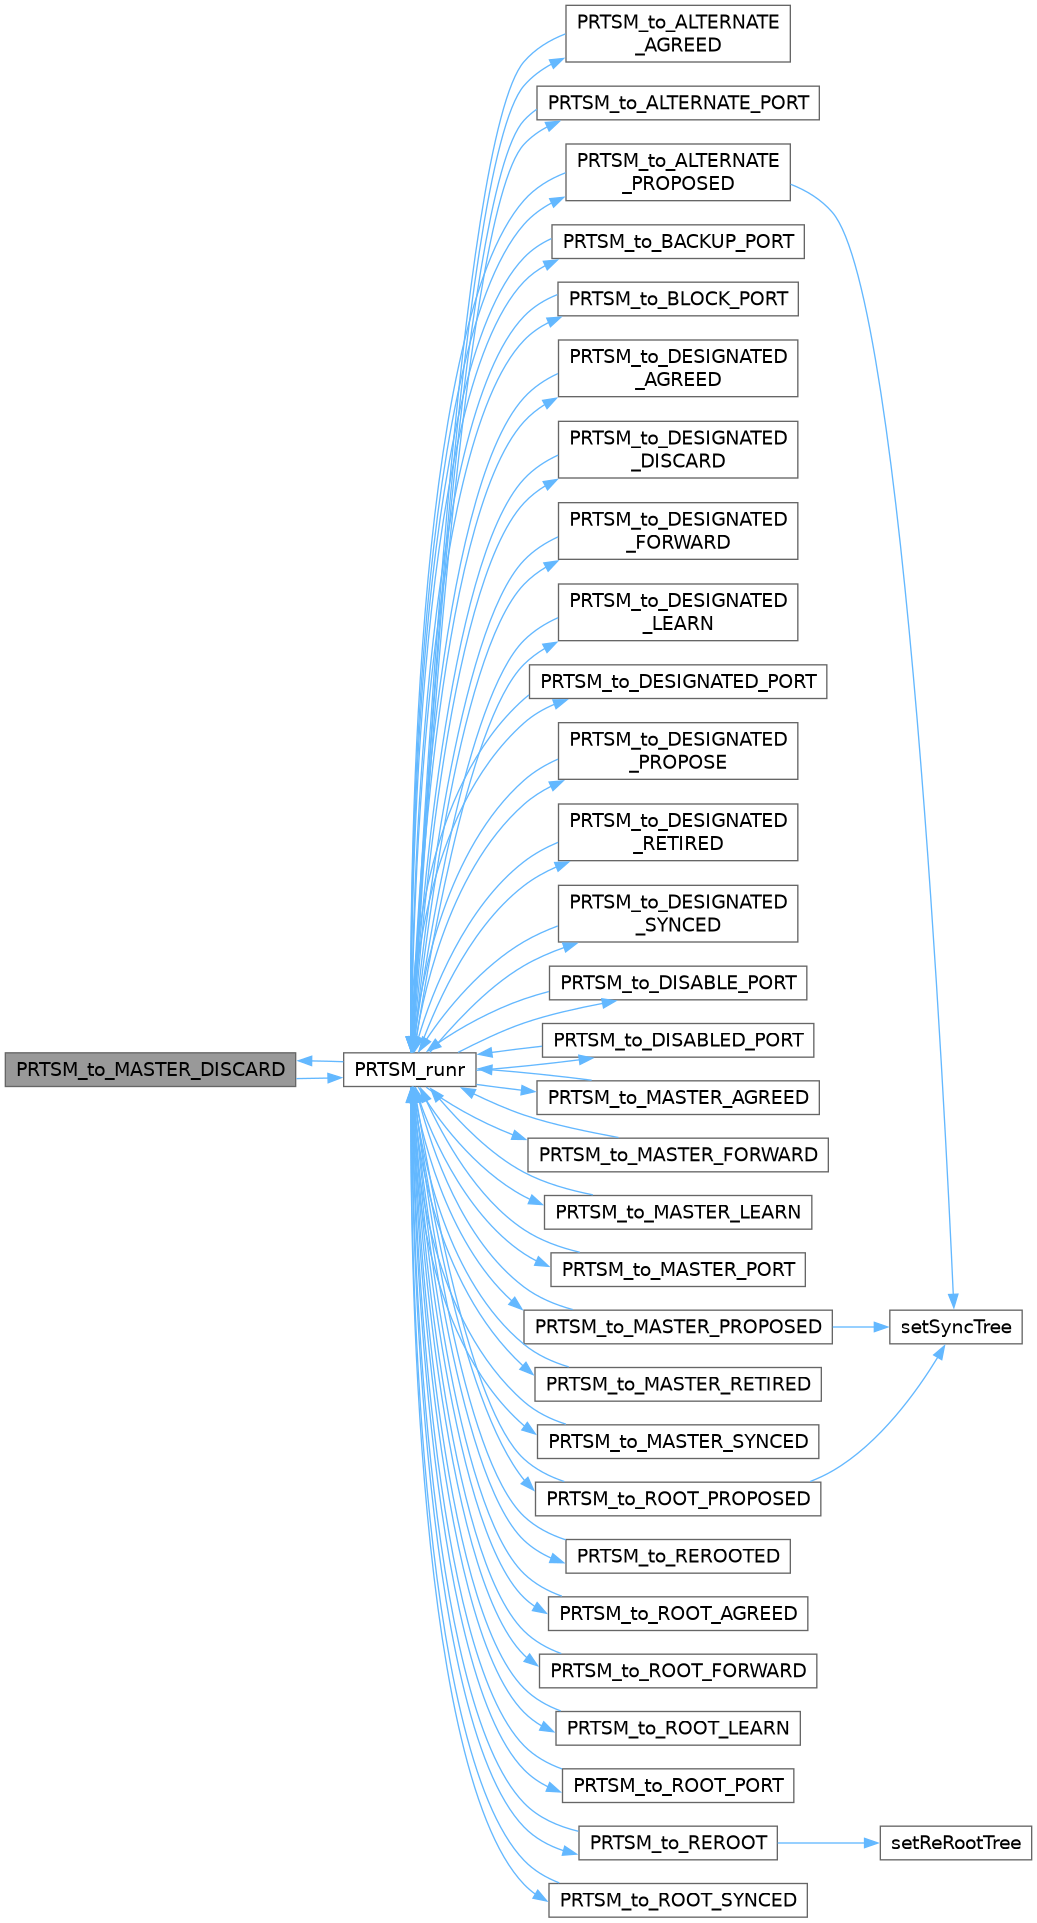 PRTSM_to_ALTERNATE
_AGREED
PRTSM_to_ALTERNATE_PORT
PRTSM_to_ALTERNATE
_PROPOSED
PRTSM_to_BACKUP_PORT
PRTSM_to_BLOCK_PORT
PRTSM_to_DESIGNATED
_AGREED
PRTSM_to_DESIGNATED
_DISCARD
PRTSM_to_DESIGNATED
_FORWARD
PRTSM_to_DESIGNATED
_LEARN
PRTSM_to_DESIGNATED_PORT
PRTSM_to_DESIGNATED
_PROPOSE
PRTSM_to_DESIGNATED
_RETIRED
PRTSM_to_DESIGNATED
_SYNCED
PRTSM_to_DISABLE_PORT
PRTSM_to_DISABLED_PORT
PRTSM_to_MASTER_DISCARD
PRTSM_runr
PRTSM_to_MASTER_AGREED
PRTSM_to_MASTER_FORWARD
PRTSM_to_MASTER_LEARN
PRTSM_to_MASTER_PORT
PRTSM_to_MASTER_PROPOSED
setSyncTree
PRTSM_to_MASTER_RETIRED
PRTSM_to_MASTER_SYNCED
PRTSM_to_ROOT_PROPOSED
PRTSM_to_REROOTED
PRTSM_to_ROOT_AGREED
PRTSM_to_ROOT_FORWARD
PRTSM_to_ROOT_LEARN
PRTSM_to_ROOT_PORT
PRTSM_to_REROOT
setReRootTree
PRTSM_to_ROOT_SYNCED